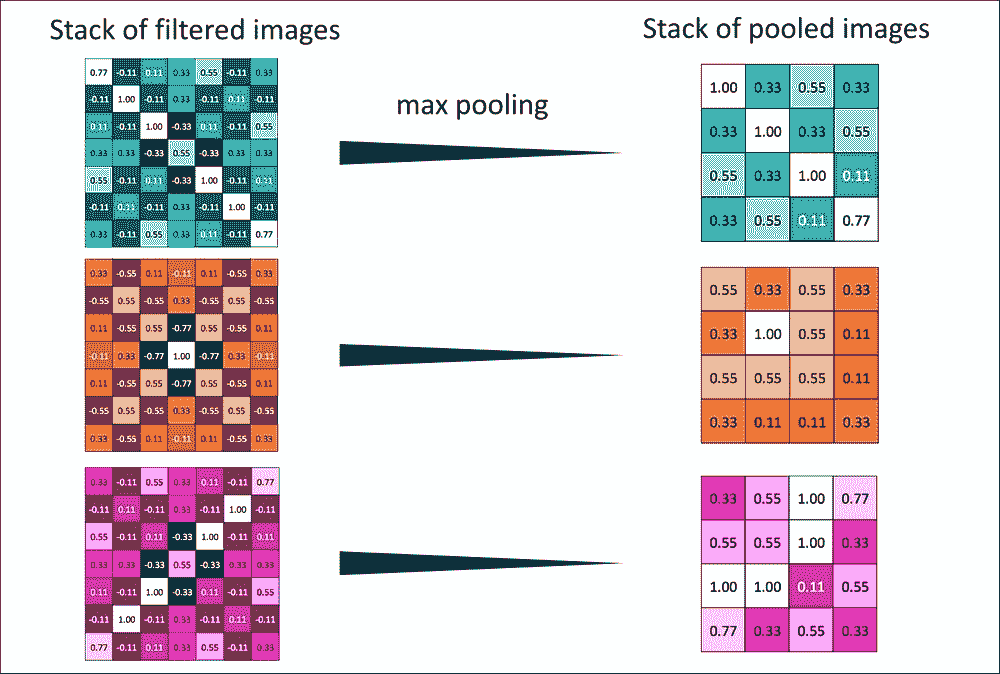 Stack of filtered images
0.77 -0.11 0.11 0.33 0.55 -0.11 0.33
-0.11 1.00 -0.11 0.33 -0.11 0.11 -0.11
0.11 -0.11 1.00 -0.33 0.11 -0.11 0.55
0.33 0.33 -0.33 0.55 -0.33 0.33 0.33
0.55 -0.11 0.11 -0.33 1.00 -0.11 0.11
-0.11 0.11 -0.11 0.33 -0.11 1.00 -0.11
0.33 -0.11 0.55 0.33 0.11 -0.11 0.77
0.33 -0.55 0.11 -0.11 0.11 -0.55 0.33
-0.55 0.55 -0.55 0.33 -0.55 0.55 -0.55
0.11 -0.55 0.55 -0.77 0.55 -0.55 0.11
-0.11 0.33 -0.77 1.00 -0.77 0.33 -0.11
0.11 -0.55 0.55 -0.77 0.55 -0.55 0.11
-0.55 0.55 -0.55 0.33 -0.55 0.55 -0.55
0.33 -0.55 0.11 -0.11 0.11 -0.55 0.33
0.33 -0.11 0.55 0.33 0.11 -0.11 0.77
-0.11 0.11 -0.11 0.33 -0.11 1.00 -0.11
0.55 -0.11 0.11 -0.33 1.00 -0.11 0.11
0.33 0.33 -0.33 0.55 -0.33 0.33 0.33
0.11 -0.11 1.00 -0.33 0.11 -0.11 0.55
-0.11 1.00 -0.11 0.33 -0.11 0.11 -0.11
0.77 -0.11 0.11 0.33 0.55 -0.11 0.33
max pooling
Stack of pooled images
1.00 0.33 0.55 0.33
0.33 1.00 0.33 0.55
0.55 0.33 1.00 0.11
0.33 0.55 0.11 0.77
0.55 0.33 0.55 0.33
0.33 1.00 0.55 0.11
0.55 0.55 0.55 0.11
0.33 0.11 0.11 0.33
0.33 0.55 1.00 0.77
0.55 0.55 1.00 0.33
1.00 1.00 0.11 0.55
0.77 0.33 0.55 0.33